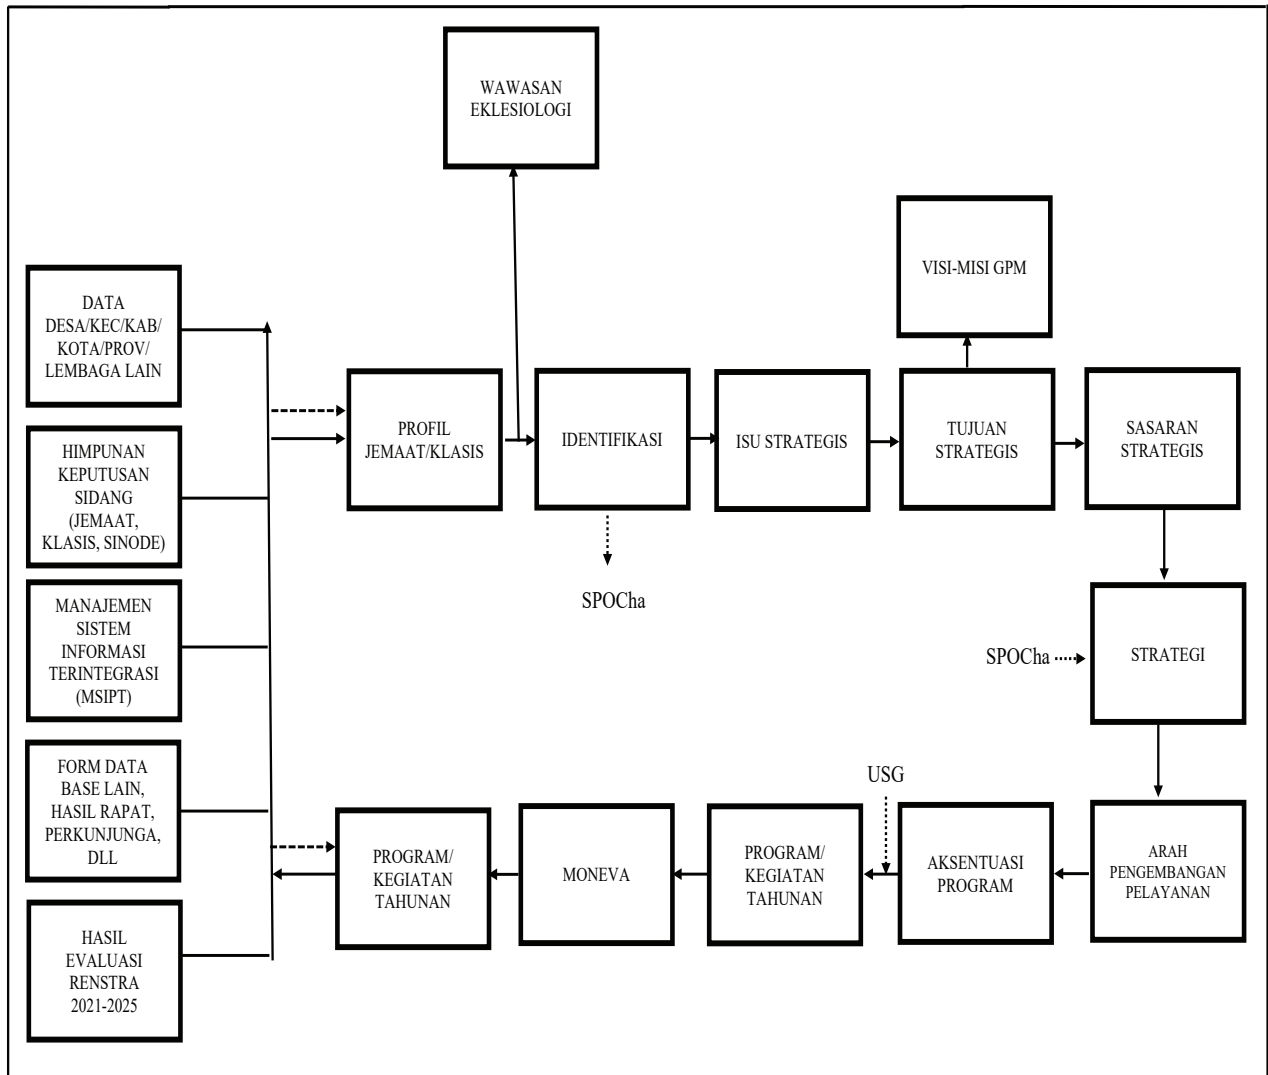 WAWASAN
EKLESIOLOGI
VISI-MISI GPM
DATA
DESA/KEC/KAB/
KOTA/PROV/
LEMBAGA LAIN
HIMPUNAN
KEPUTUSAN
SIDANG
(JEMAAT,
KLASIS, SINODE)
MANAJEMEN
SISTEM
INFORMASI
TERINTEGRASI
(MSIPT)
FORM DATA
BASE LAIN,
HASIL RAPAT,
PERKUNJUNGA,
DLL
HASIL
EVALUASI
RENSTRA
2021-2025
PROFIL
JEMAAT/KLASIS
IDENTIFIKASI
SPOCha
ISU STRATEGIS
TUJUAN
STRATEGIS
SASARAN
STRATEGIS
SPOCha
STRATEGI
ARAH
PENGEMBANGAN
PELAYANAN
AKSENTUASI
PROGRAM
USG
PROGRAM/
KEGIATAN
TAHUNAN
MONEVA
PROGRAM/
KEGIATAN
TAHUNAN